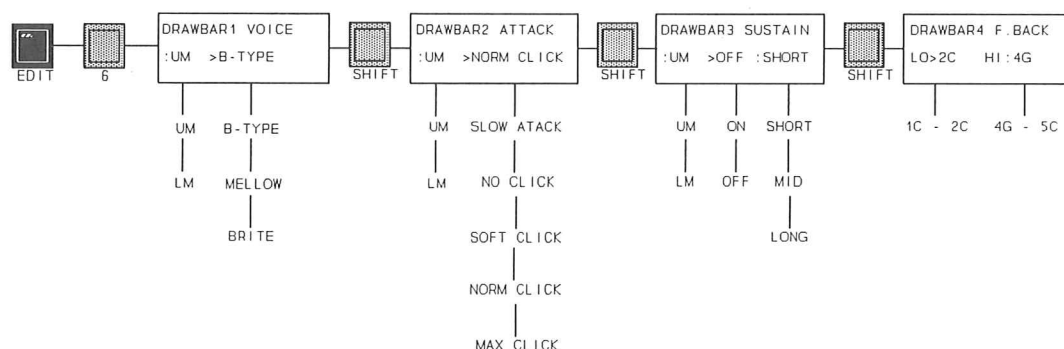 DRAWBAR1 VOICE
:UM >B-TYPE
DRAWBAR2 ATTACK
:UM >NORM CLICK
DRAWBAR3 SUSTAIN
:UM >OFF :SHORT
DRAWBAR4 F.BACK
LO>2C HI:4G
EDIT
6
SHIFT
SHIFT
SHIFT
UM B-TYPE
UM SLOW ATACK
UM ON SHORT
1C - 2C 4G - 5C
LM MELLOW
LM NO CLICK
LM OFF MID
BRITE
SOFT CLICK
LONG
NORM CLICK
MAX CLICK